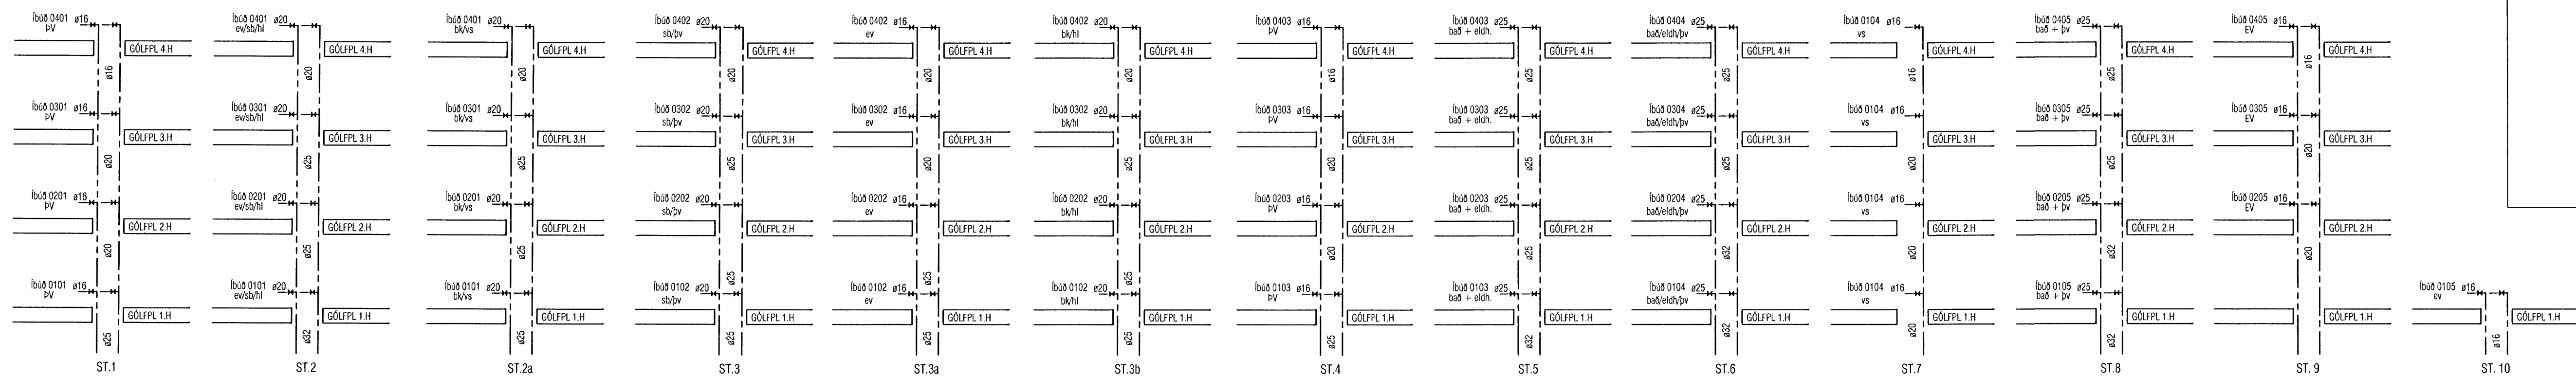 Íbúð 0401 ø16
ÞV
GÓLFPL 4.H
ø16
Íbúð 0301 ø16
ÞV
GÓLFPL 3.H
ø20
Íbúð 0201 ø16
ÞV
GÓLFPL 2.H
ø20
Íbúð 0101 ø16
ÞV
GÓLFPL 1.H
ø25
ST.1
Íbúð 0401 ø20
ev/sb/hl
GÓLFPL 4.H
ø20
Íbúð 0301 ø20
ev/sb/hl
GÓLFPL 3.H
ø25
Íbúð 0201 ø20
ev/sb/hl
GÓLFPL 2.H
ø25
Íbúð 0101 ø20
ev/sb/hl
GÓLFPL 1.H
ø32
ST.2
Íbúð 0401 ø20
bk/vs
GÓLFPL 4.H
ø20
Íbúð 0301 ø20
bk/vs
GÓLFPL 3.H
ø25
Íbúð 0201 ø20
bk/vs
GÓLFPL 2.H
ø25
Íbúð 0101 ø20
bk/vs
GÓLFPL 1.H
ø25
ST.2a
Íbúð 0402 ø20
sb/þv
GÓLFPL 4.H
ø20
Íbúð 0302 ø20
sb/þv
GÓLFPL 3.H
ø25
Íbúð 0202 ø20
sb/þv
GÓLFPL 2.H
ø25
Íbúð 0102 ø20
sb/þv
GÓLFPL 1.H
ø25
ST.3
Íbúð 0402 ø16
ev
GÓLFPL 4.H
ø20
Íbúð 0302 ø16
ev
GÓLFPL 3.H
ø20
Íbúð 0202 ø16
ev
GÓLFPL 2.H
ø25
Íbúð 0102 ø16
ev
GÓLFPL 1.H
ø25
ST.3a
Íbúð 0402 ø20
bk/hl
GÓLFPL 4.H
ø20
Íbúð 0302 ø20
bk/hl
GÓLFPL 3.H
ø25
Íbúð 0202 ø20
bk/hl
GÓLFPL 2.H
ø25
Íbúð 0102 ø20
bk/hl
GÓLFPL 1.H
ø25
ST.3b
Íbúð 0403 ø16
ÞV
GÓLFPL 4.H
ø16
Íbúð 0303 ø16
ÞV
GÓLFPL 3.H
ø20
Íbúð 0203 ø16
ÞV
GÓLFPL 2.H
ø20
Íbúð 0103 ø16
ÞV
GÓLFPL 1.H
ø25
ST.4
Íbúð 0403 ø25
bað + eldh.
GÓLFPL 4.H
ø25
Íbúð 0303 ø25
bað + eldh.
GÓLFPL 3.H
ø25
Íbúð 0203 ø25
bað + eldh.
GÓLFPL 2.H
ø25
Íbúð 0103 ø25
bað + eldh.
GÓLFPL 1.H
ø32
ST.5
Íbúð 0404 ø25
bað/eldh/þv
GÓLFPL 4.H
ø25
Íbúð 0304 ø25
bað/eldh/þv
GÓLFPL 3.H
ø25
Íbúð 0204 ø25
bað/eldh/þv
GÓLFPL 2.H
ø32
Íbúð 0104 ø25
bað/eldh/þv
GÓLFPL 1.H
ø32
ST.6
Íbúð 0104 ø16
vs
GÓLFPL 4.H
ø16
Íbúð 0104 ø16
vs
GÓLFPL 3.H
ø20
Íbúð 0104 ø16
vs
GÓLFPL 2.H
ø20
Íbúð 0104 ø16
vs
GÓLFPL 1.H
ø20
ST.7
Íbúð 0405 ø25
bað + þv
GÓLFPL 4.H
ø25
Íbúð 0305 ø25
bað + þv
GÓLFPL 3.H
ø25
Íbúð 0205 ø25
bað + þv
GÓLFPL 2.H
ø32
Íbúð 0105 ø25
bað + þv
GÓLFPL 1.H
ø32
ST.8
Íbúð 0405 ø16
EV
GÓLFPL 4.H
ø16
Íbúð 0305 ø16
EV
GÓLFPL 3.H
ø20
Íbúð 0205 ø16
EV
GÓLFPL 2.H
ø20
GÓLFPL 1.H
ST. 9
Íbúð 0105 ø16
ev
GÓLFPL 1.H
ø16
ST. 10